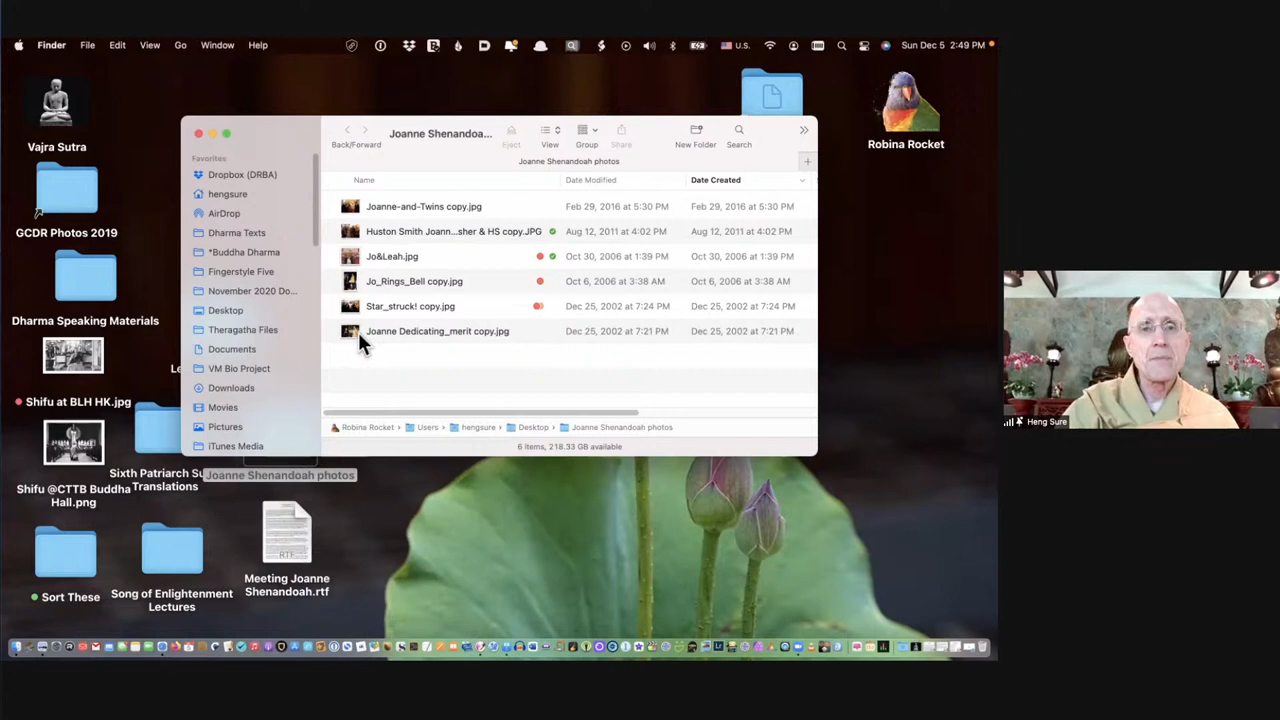 Finder File Edit View Go Window Help U.S. Sun Dec 5 2:49 PM
Vajra Sutra
Robina Rocket
GCDR Photos 2019
Dharma Speaking Materials
Shifu at BLH HK.jpg
Shifu @CTTB Buddha
Hall.png
Sixth Patriarch Su
Translations
Joanne Shenandoah photos
Sort These
Song of Enlightenment
Lectures
Meeting Joanne
Shenandoah.rtf
RTF
Joanne Shenandoa...
Back/Forward Eject View Group Share New Folder Search
Joanne Shenandoah photos
Favorites
Dropbox (DRBA)
hengsure
AirDrop
Dharma Texts
*Buddha Dharma
Fingerstyle Five
November 2020 Do...
Desktop
Theragatha Files
Documents
VM Bio Project
Downloads
Movies
Pictures
iTunes Media
Name Date Modified Date Created
Joanne-and-Twins copy.jpg Feb 29, 2016 at 5:30 PM Feb 29, 2016 at 5:30 PM
Huston Smith Joann...sher & HS copy.JPG Aug 12, 2011 at 4:02 PM Aug 12, 2011 at 4:02 PM
Jo&Leah.jpg Oct 30, 2006 at 1:39 PM Oct 30, 2006 at 1:39 PM
Jo_Rings_Bell copy.jpg Oct 6, 2006 at 3:38 AM Oct 6, 2006 at 3:38 AM
Star_struck! copy.jpg Dec 25, 2002 at 7:24 PM Dec 25, 2002 at 7:24 PM
Joanne Dedicating_merit copy.jpg Dec 25, 2002 at 7:21 PM Dec 25, 2002 at 7:21 PM
Robina Rocket Users hengsure Desktop Joanne Shenandoah photos
6 items, 218.33 GB available
Heng Sure